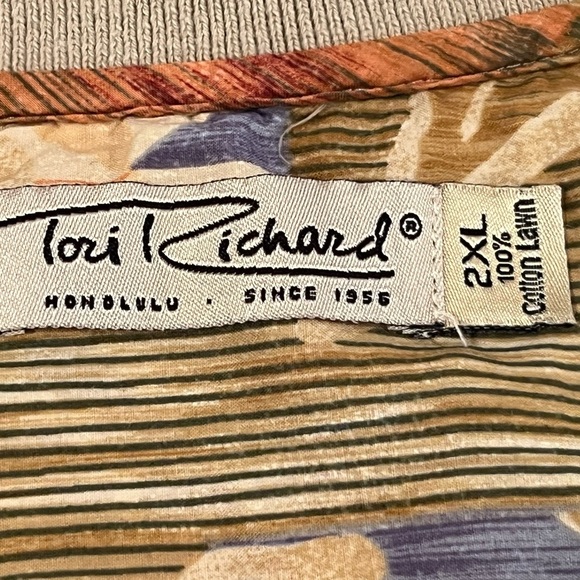 Tori Richard®
HONOLULU · SINCE 1956
2XL
100%
Cotton Lawn